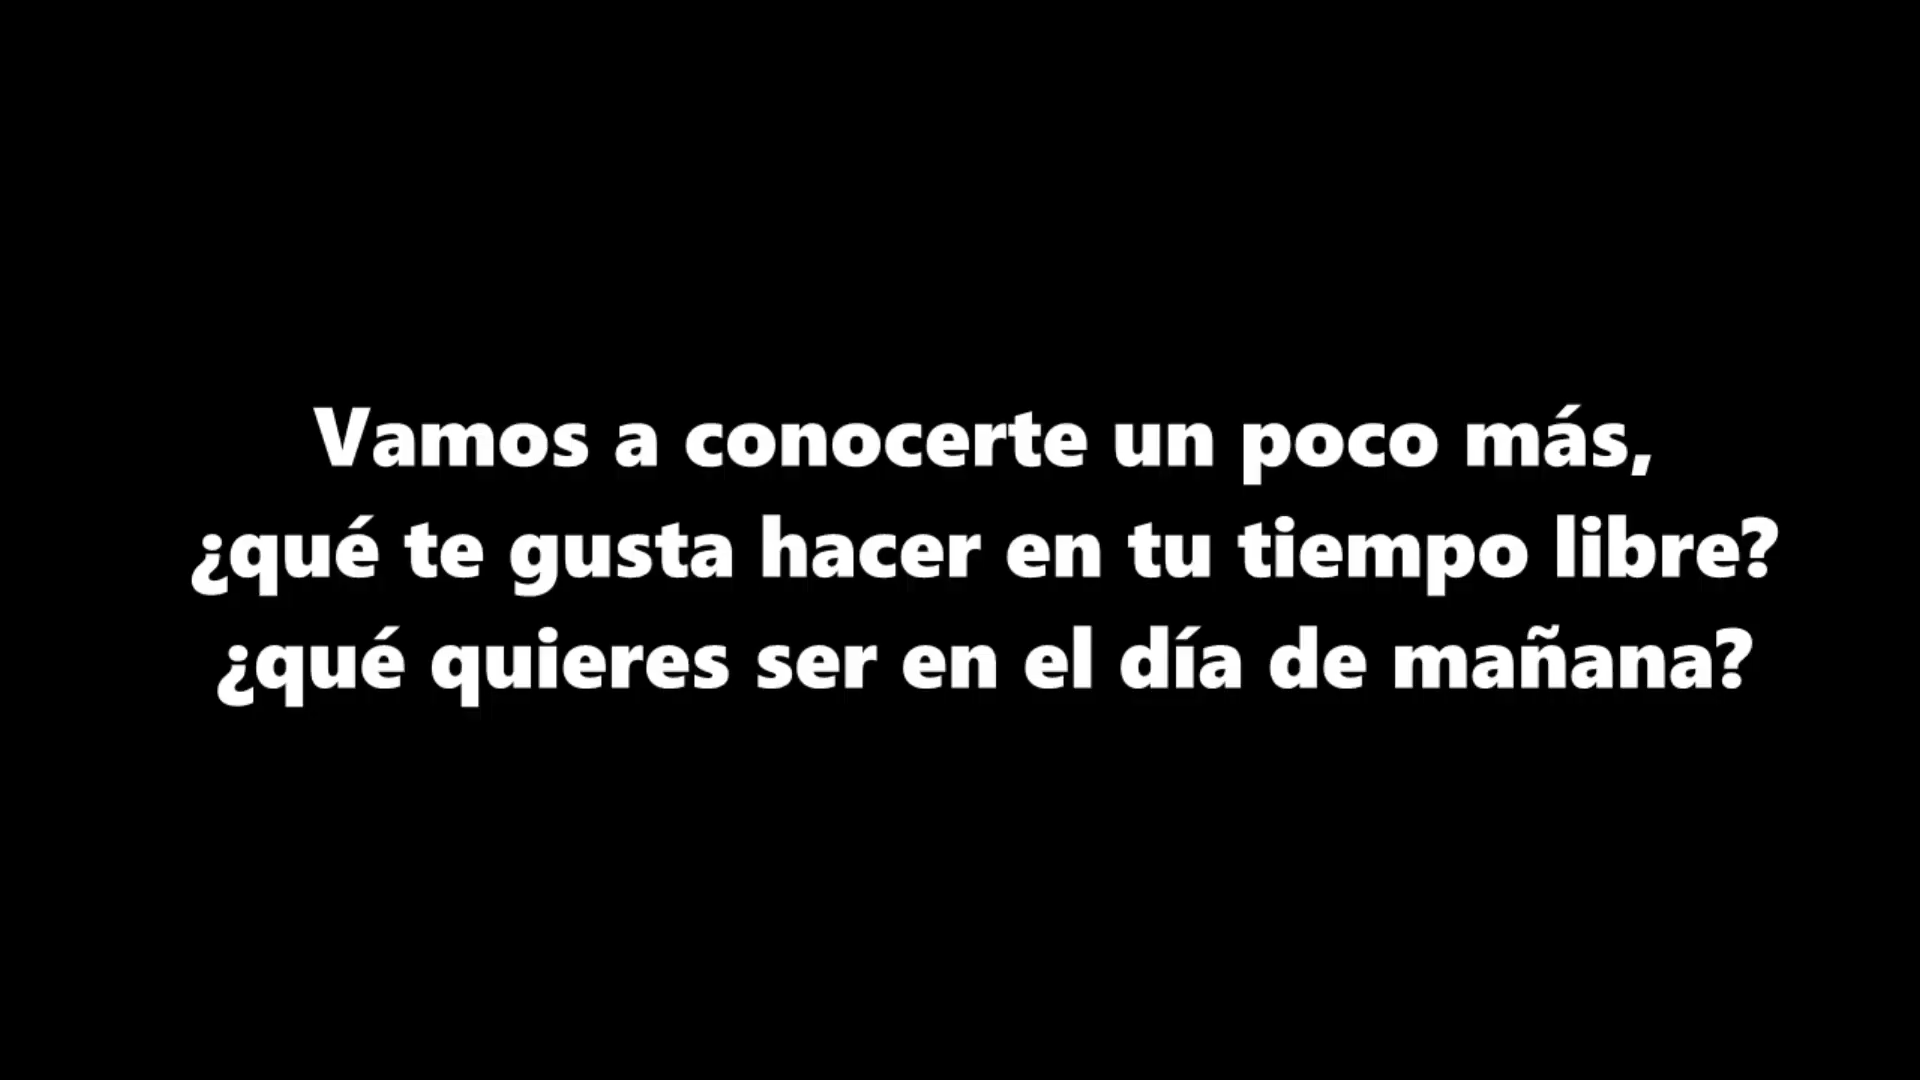 Vamos a conocerte un poco más,
¿qué te gusta hacer en tu tiempo libre?
¿qué quieres ser en el día de mañana?